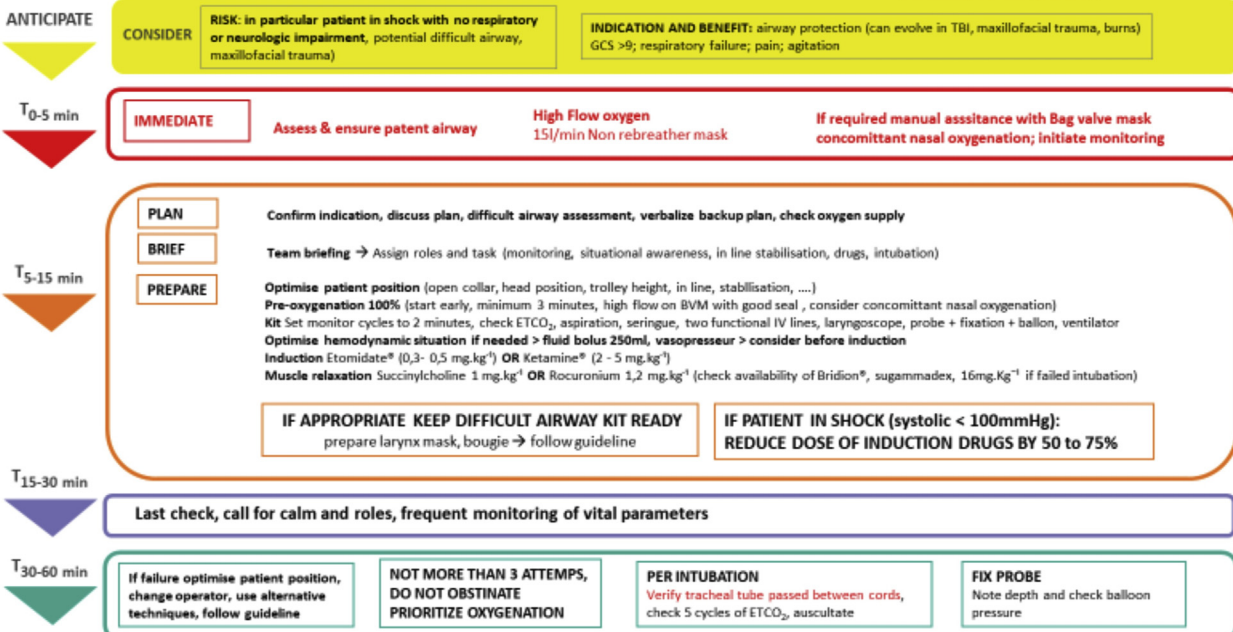 ANTICIPATE
CONSIDER
RISK: in particular patient in shock with no respiratory
or neurologic impairment, potential difficult airway,
maxillofacial trauma)
INDICATION AND BENEFIT: airway protection (can evolve in TBI, maxillofacial trauma, burns)
GCS >9; respiratory failure; pain; agitation
T0-5 min
IMMEDIATE
Assess & ensure patent airway
High Flow oxygen
15l/min Non rebreather mask
If required manual asssitance with Bag valve mask
concomittant nasal oxygenation; initiate monitoring
T5-15 min
PLAN
Confirm indication, discuss plan, difficult airway assessment, verbalize backup plan, check oxygen supply
BRIEF
Team briefing → Assign roles and task (monitoring, situational awareness, in line stabilisation, drugs, intubation)
PREPARE
Optimise patient position (open collar, head position, trolley height, in line, stabllisation, ....)
Pre-oxygenation 100% (start early, minimum 3 minutes, high flow on BVM with good seal , consider concomittant nasal oxygenation)
Kit Set monitor cycles to 2 minutes, check ETCO₂, aspiration, seringue, two functional IV lines, laryngoscope, probe + fixation + ballon, ventilator
Optimise hemodynamic situation if needed > fluid bolus 250ml, vasopresseur > consider before induction
Induction Etomidate® (0,3- 0,5 mg.kg⁻¹) OR Ketamine® (2 - 5 mg.kg⁻¹)
Muscle relaxation Succinylcholine 1 mg.kg⁻¹ OR Rocuronium 1,2 mg.kg⁻¹ (check availability of Bridion®, sugammadex, 16mg.Kg⁻¹ if failed intubation)
IF APPROPRIATE KEEP DIFFICULT AIRWAY KIT READY
prepare larynx mask, bougie → follow guideline
IF PATIENT IN SHOCK (systolic < 100mmHg):
REDUCE DOSE OF INDUCTION DRUGS BY 50 to 75%
T15-30 min
Last check, call for calm and roles, frequent monitoring of vital parameters
T30-60 min
If failure optimise patient position,
change operator, use alternative
techniques, follow guideline
NOT MORE THAN 3 ATTEMPS,
DO NOT OBSTINATE
PRIORITIZE OXYGENATION
PER INTUBATION
Verify tracheal tube passed between cords,
check 5 cycles of ETCO₂, auscultate
FIX PROBE
Note depth and check balloon
pressure